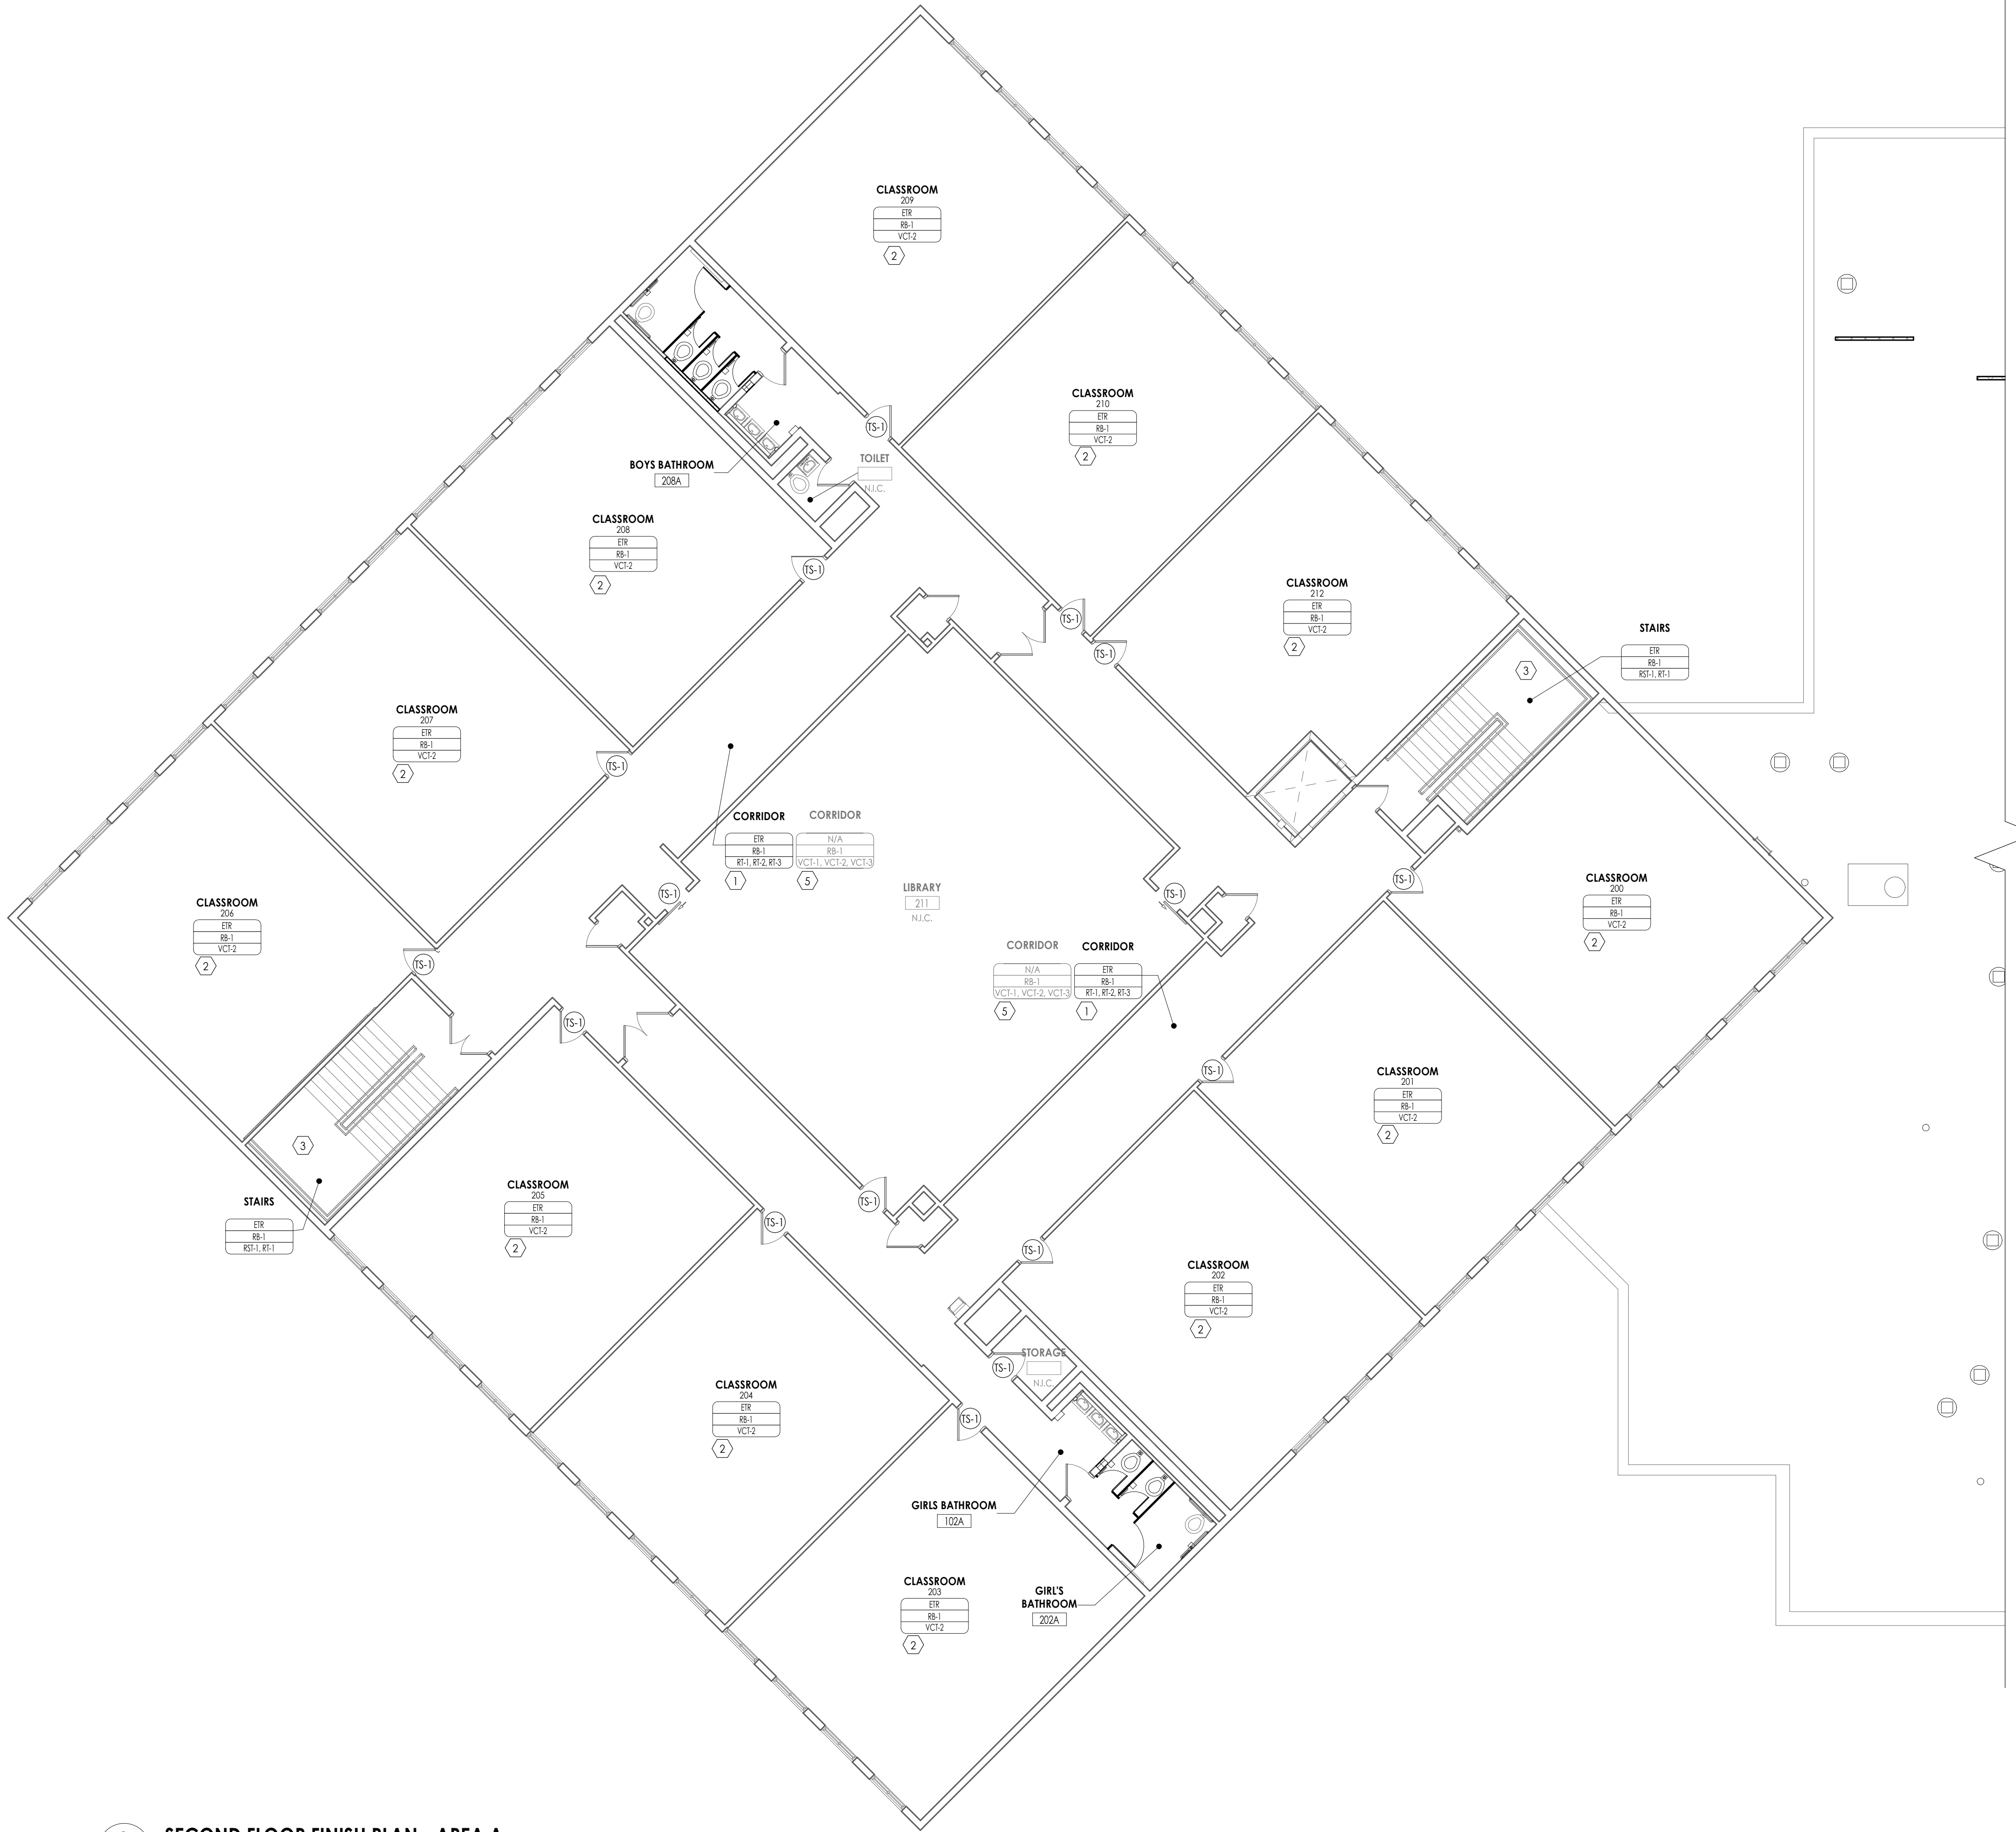 CLASSROOM
209
ETR
RB-1
VCT-2
2
CLASSROOM
210
ETR
RB-1
VCT-2
2
TS-1
BOYS BATHROOM
208A
TOILET
N.I.C.
CLASSROOM
208
ETR
RB-1
VCT-2
2
TS-1
CLASSROOM
212
ETR
RB-1
VCT-2
2
TS-1
TS-1
STAIRS
ETR
RB-1
RST-1, RT-1
3
CLASSROOM
207
ETR
RB-1
VCT-2
2
TS-1
CORRIDOR
ETR
RB-1
RT-1, RT-2, RT-3
1
CORRIDOR
N/A
RB-1
VCT-1, VCT-2, VCT-3
5
TS-1
LIBRARY
211
N.I.C.
TS-1
TS-1
CLASSROOM
200
ETR
RB-1
VCT-2
2
CLASSROOM
206
ETR
RB-1
VCT-2
2
TS-1
TS-1
CORRIDOR
N/A
RB-1
VCT-1, VCT-2, VCT-3
5
CORRIDOR
ETR
RB-1
RT-1, RT-2, RT-3
1
TS-1
CLASSROOM
201
ETR
RB-1
VCT-2
2
3
STAIRS
ETR
RB-1
RST-1, RT-1
CLASSROOM
205
ETR
RB-1
VCT-2
2
TS-1
TS-1
TS-1
CLASSROOM
202
ETR
RB-1
VCT-2
2
TS-1
STORAGE
N.I.C.
CLASSROOM
204
ETR
RB-1
VCT-2
2
TS-1
GIRLS BATHROOM
102A
CLASSROOM
203
ETR
RB-1
VCT-2
2
GIRL'S
BATHROOM
202A
SECOND FLOOR FINISH PLAN - AREA A